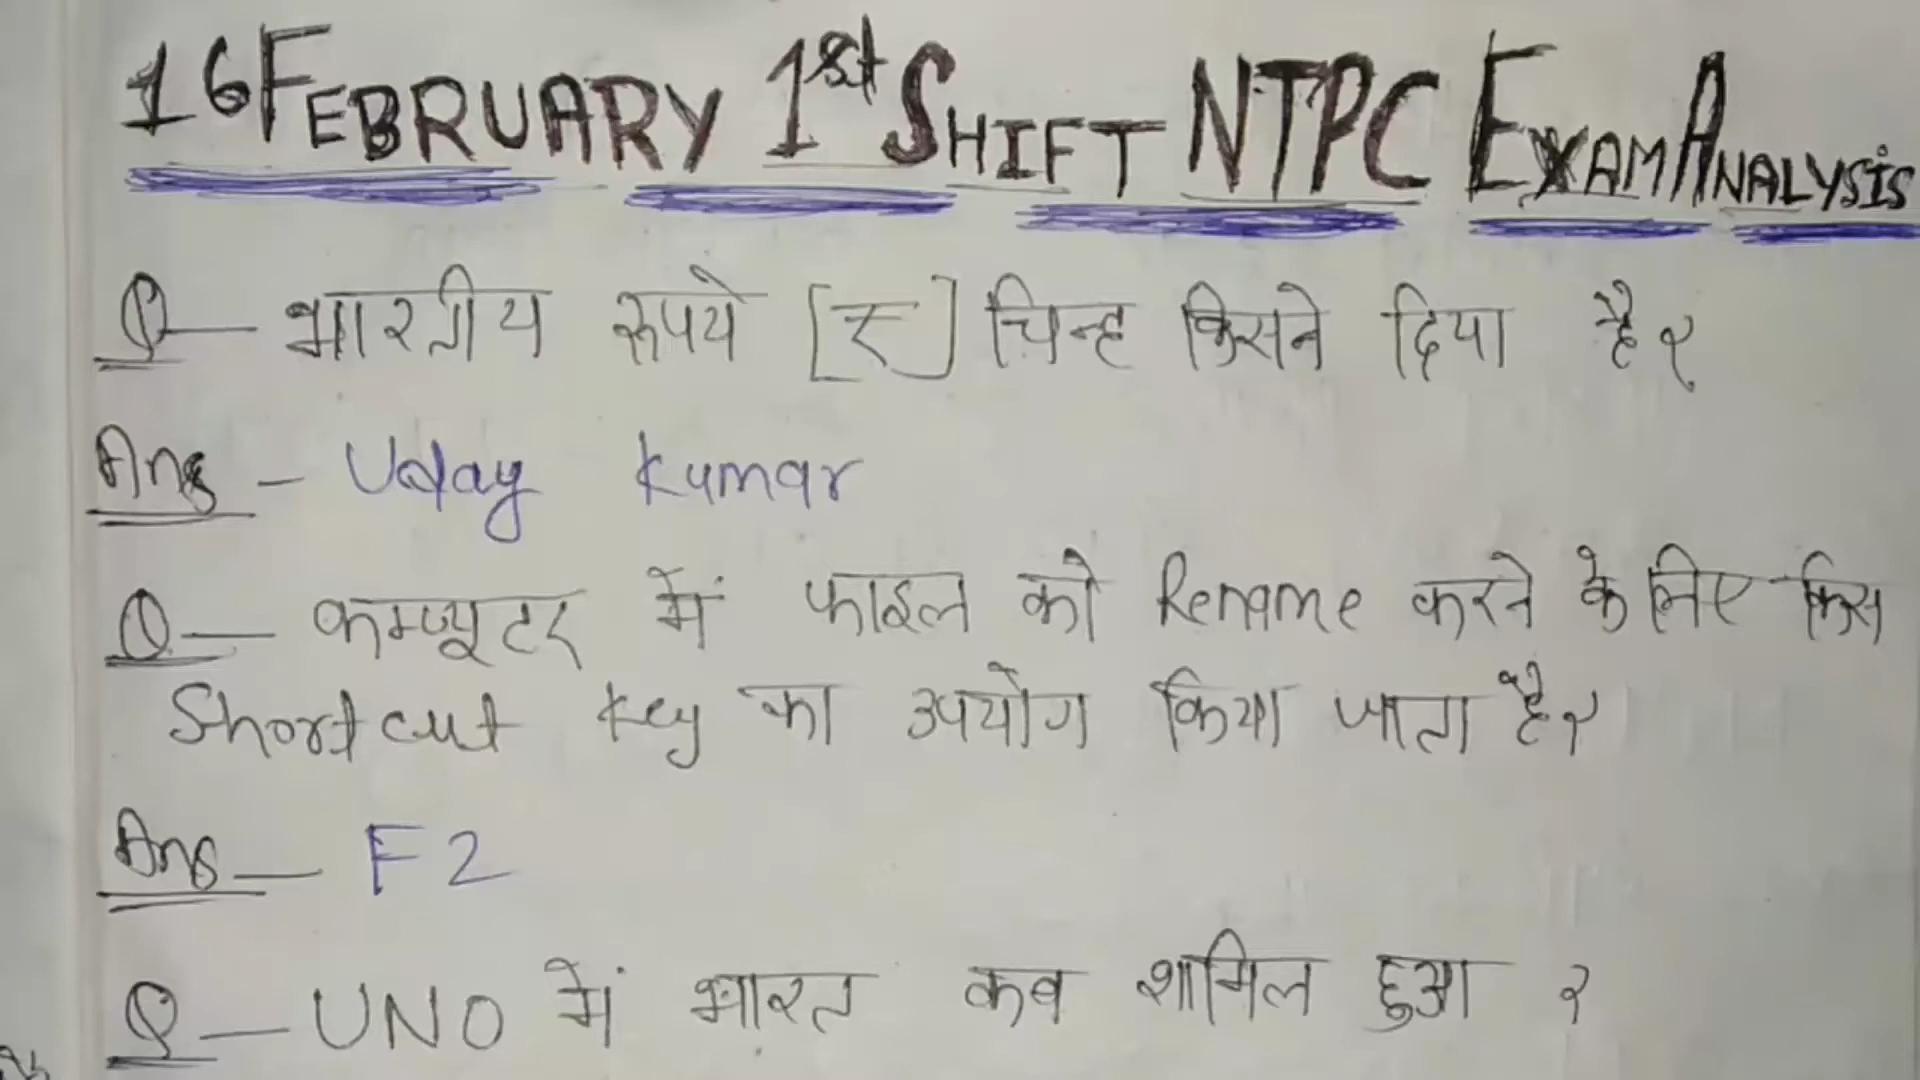 16 FEBRUARY 1st SHIFT NTPC EXAM ANALYSIS
Q— भारतीय रूपये [₹] चिन्ह किसने दिया है?
Ans - Uday Kumar
Q— कम्प्यूटर में फाइल को Rename करने के लिए किस
Shortcut key का उपयोग किया जाता है?
Ans— F2
Q— UNO में भारत कब शामिल हुआ ?